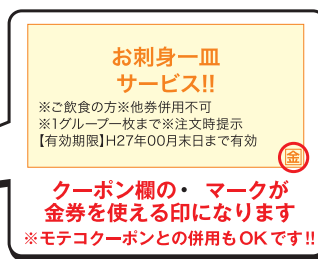 お刺身一皿
サービス!!
※ご飲食の方※他券併用不可
※1グループ一枚まで※注文時提示
【有効期限】H27年00月末日まで有効
金
クーポン欄の・ マークが
金券を使える印になります
※モテコクーポンとの併用もOKです!!